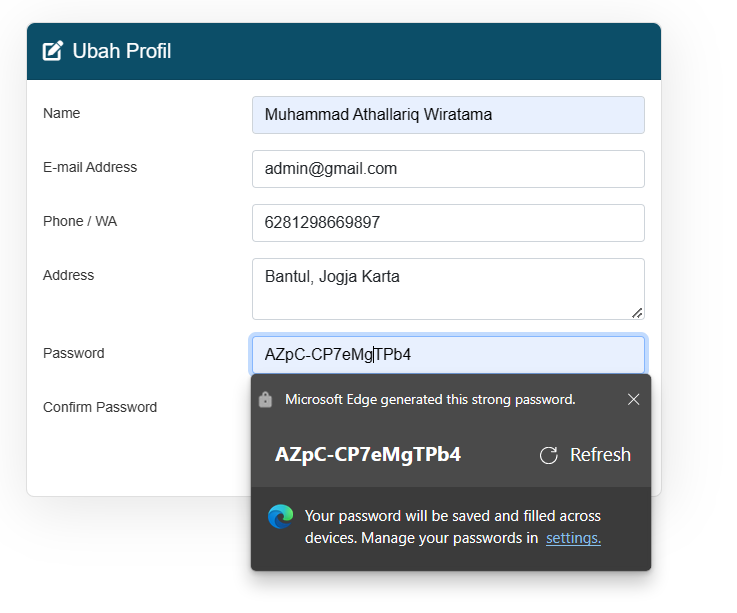 Ubah Profil
Name
Muhammad Athallariq Wiratama
E-mail Address
admin@gmail.com
Phone / WA
6281298669897
Address
Bantul, Jogja Karta
Password
AZpC-CP7eMgTPb4
Confirm Password
Microsoft Edge generated this strong password.
AZpC-CP7eMgTPb4
Refresh
Your password will be saved and filled across
devices. Manage your passwords in settings.